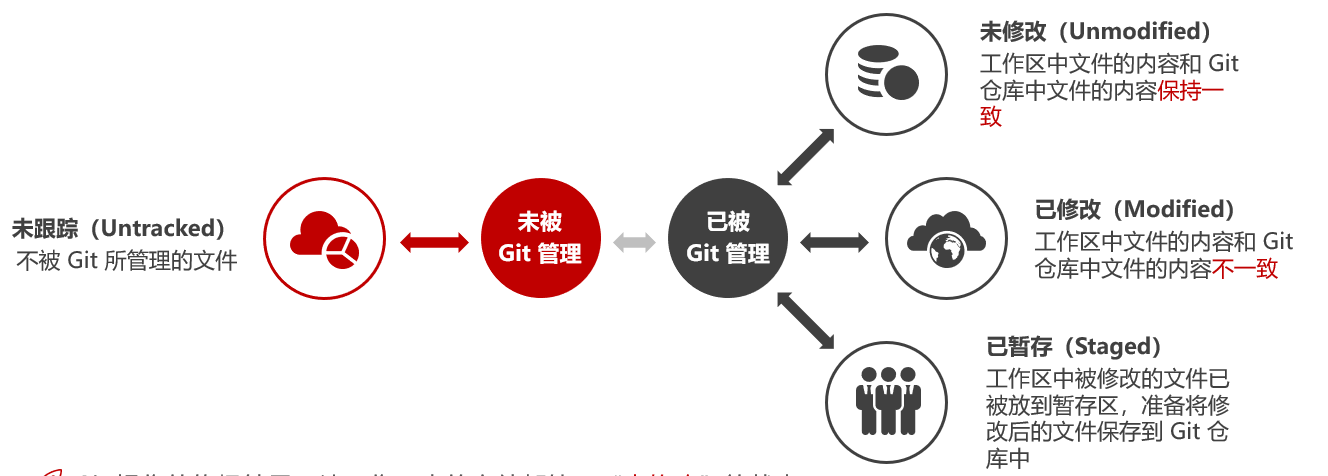 未跟踪（Untracked）
不被 Git 所管理的文件
未被
Git 管理
已被
Git 管理
未修改（Unmodified）
工作区中文件的内容和 Git
仓库中文件的内容保持一
致
已修改（Modified）
工作区中文件的内容和 Git
仓库中文件的内容不一致
已暂存（Staged）
工作区中被修改的文件已
被放到暂存区，准备将修
改后的文件保存到 Git 仓
库中